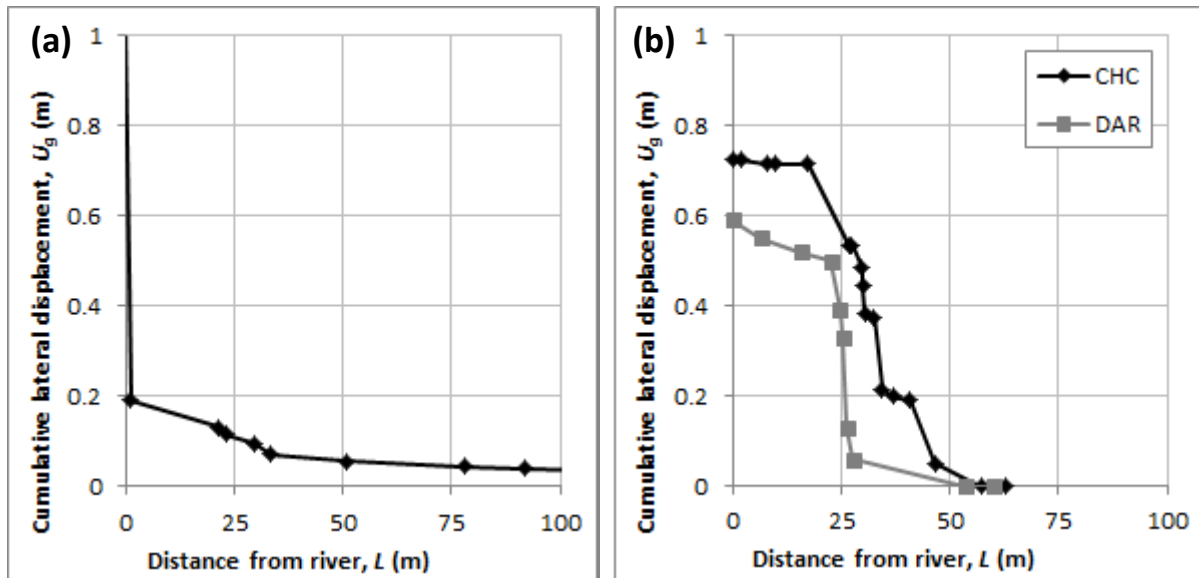 (a)
Cumulative lateral displacement, Ug (m)
1
0.8
0.6
0.4
0.2
0
0 25 50 75 100
Distance from river, L (m)
(b)
Cumulative lateral displacement, Ug (m)
1
0.8
0.6
0.4
0.2
0
0 25 50 75 100
Distance from river, L (m)
CHC
DAR